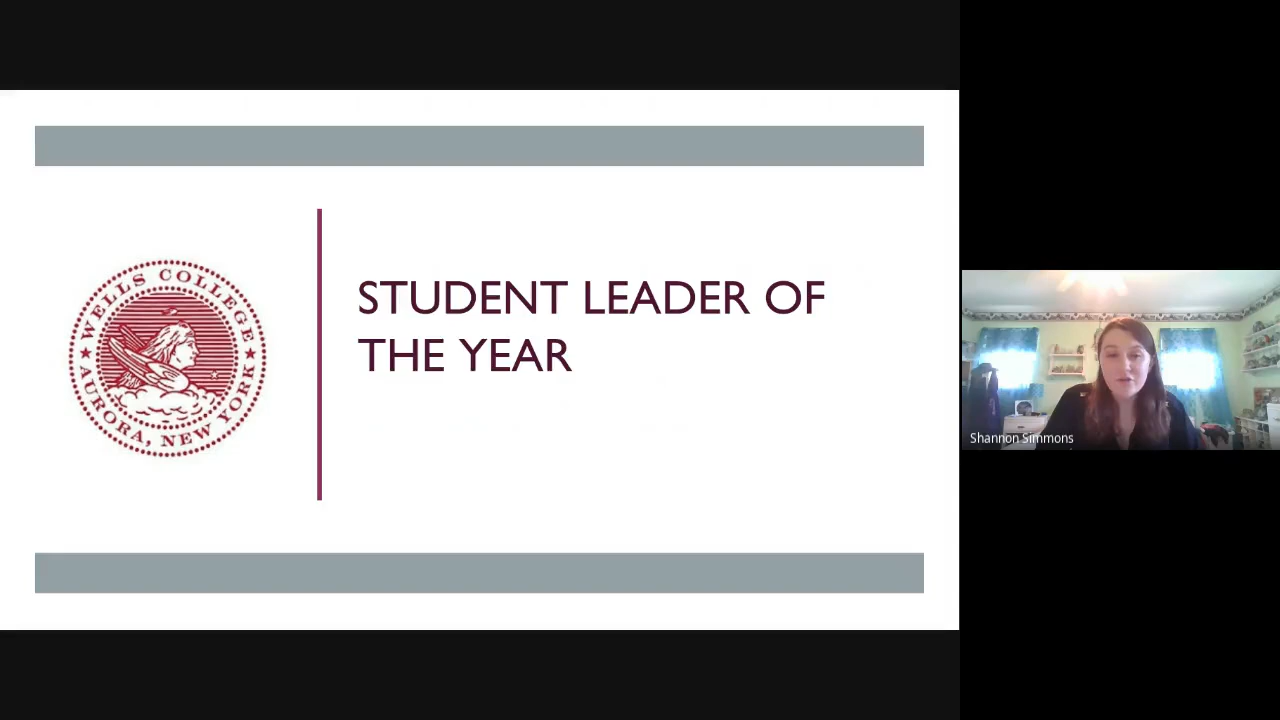 WELLS COLLEGE
AURORA, NEW YORK
STUDENT LEADER OF
THE YEAR
Shannon Simmons